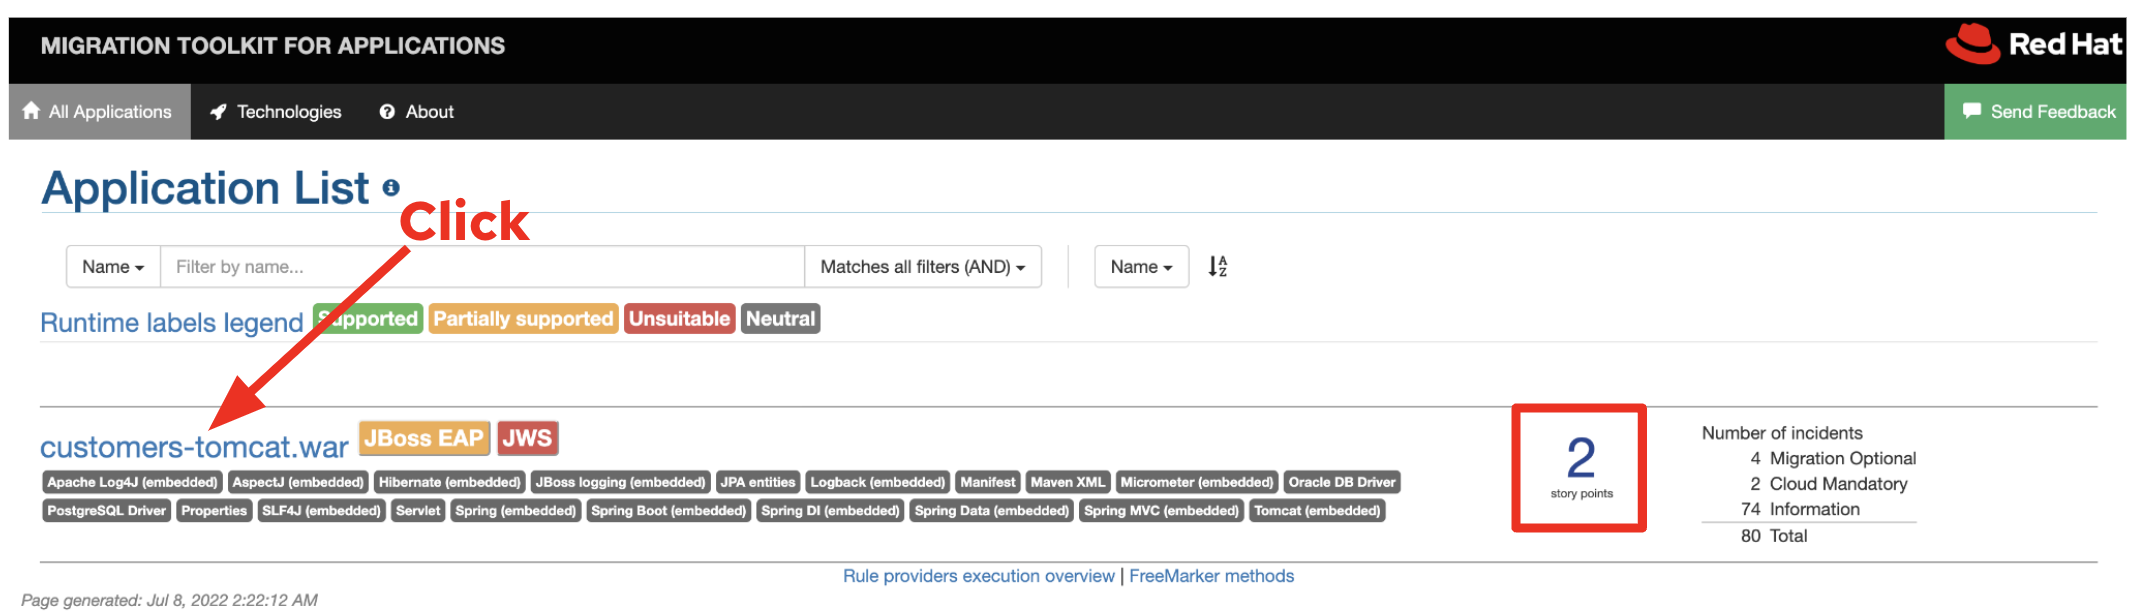 MIGRATION TOOLKIT FOR APPLICATIONS
Red Hat
All Applications Technologies About
Send Feedback
Application List
Click
Name Filter by name... Matches all filters (AND) Name
Runtime labels legend Supported Partially supported Unsuitable Neutral
customers-tomcat.war JBoss EAP JWS
Apache Log4J (embedded) AspectJ (embedded) Hibernate (embedded) JBoss logging (embedded) JPA entities Logback (embedded) Manifest Maven XML Micrometer (embedded) Oracle DB Driver
PostgreSQL Driver Properties SLF4J (embedded) Servlet Spring (embedded) Spring Boot (embedded) Spring DI (embedded) Spring Data (embedded) Spring MVC (embedded) Tomcat (embedded)
2
story points
Number of incidents
4 Migration Optional
2 Cloud Mandatory
74 Information
80 Total
Rule providers execution overview | FreeMarker methods
Page generated: Jul 8, 2022 2:22:12 AM